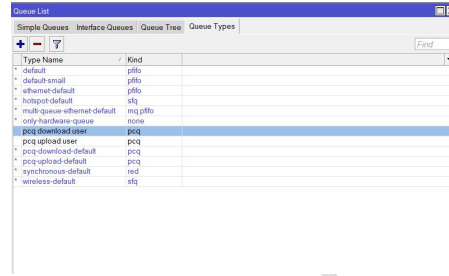 Queue List
Simple Queues Interface Queues Queue Tree Queue Types
Find
Type Name Kind
* default pfifo
* default-small pfifo
* ethernet-default pfifo
* hotspot-default sfq
* multi-queue-ethernet-default mq pfifo
* only-hardware-queue none
pcq download user pcq
pcq upload user pcq
* pcq-download-default pcq
* pcq-upload-default pcq
* synchronous-default red
* wireless-default sfq